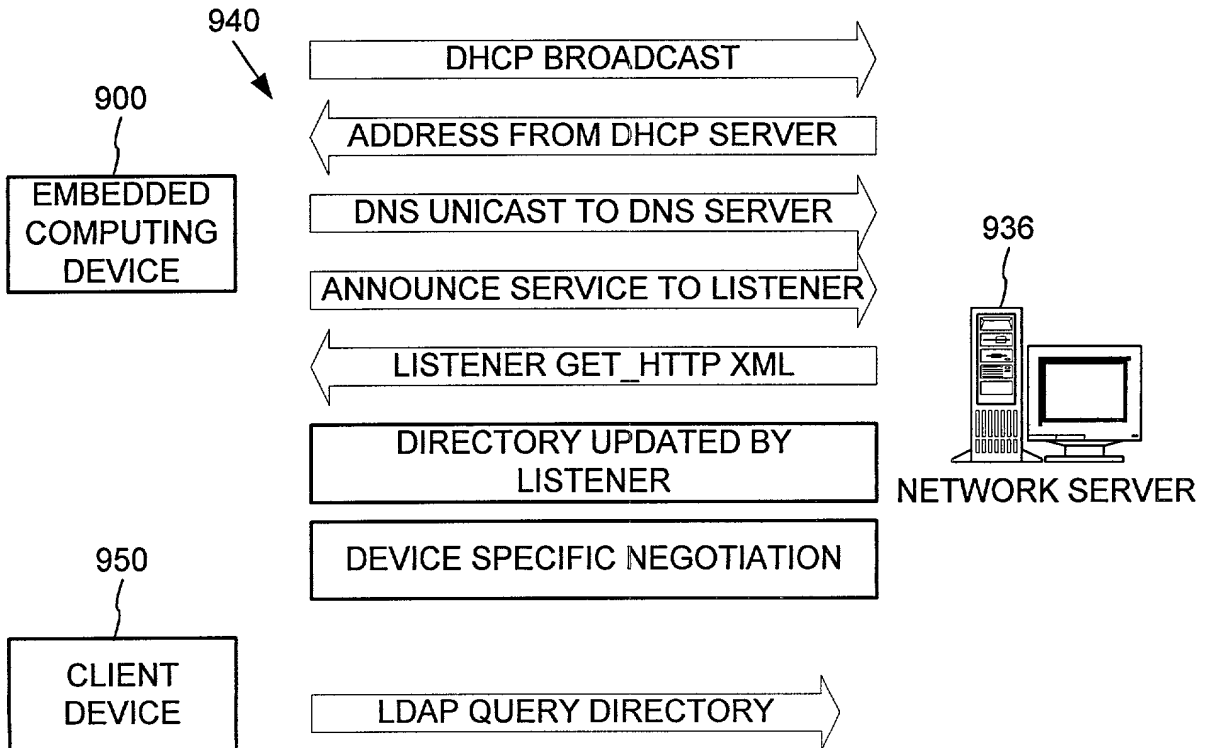 940
DHCP BROADCAST
900
ADDRESS FROM DHCP SERVER
EMBEDDED
COMPUTING
DEVICE
DNS UNICAST TO DNS SERVER
936
ANNOUNCE SERVICE TO LISTENER
LISTENER GET_HTTP XML
DIRECTORY UPDATED BY
LISTENER
NETWORK SERVER
DEVICE SPECIFIC NEGOTIATION
950
CLIENT
DEVICE
LDAP QUERY DIRECTORY